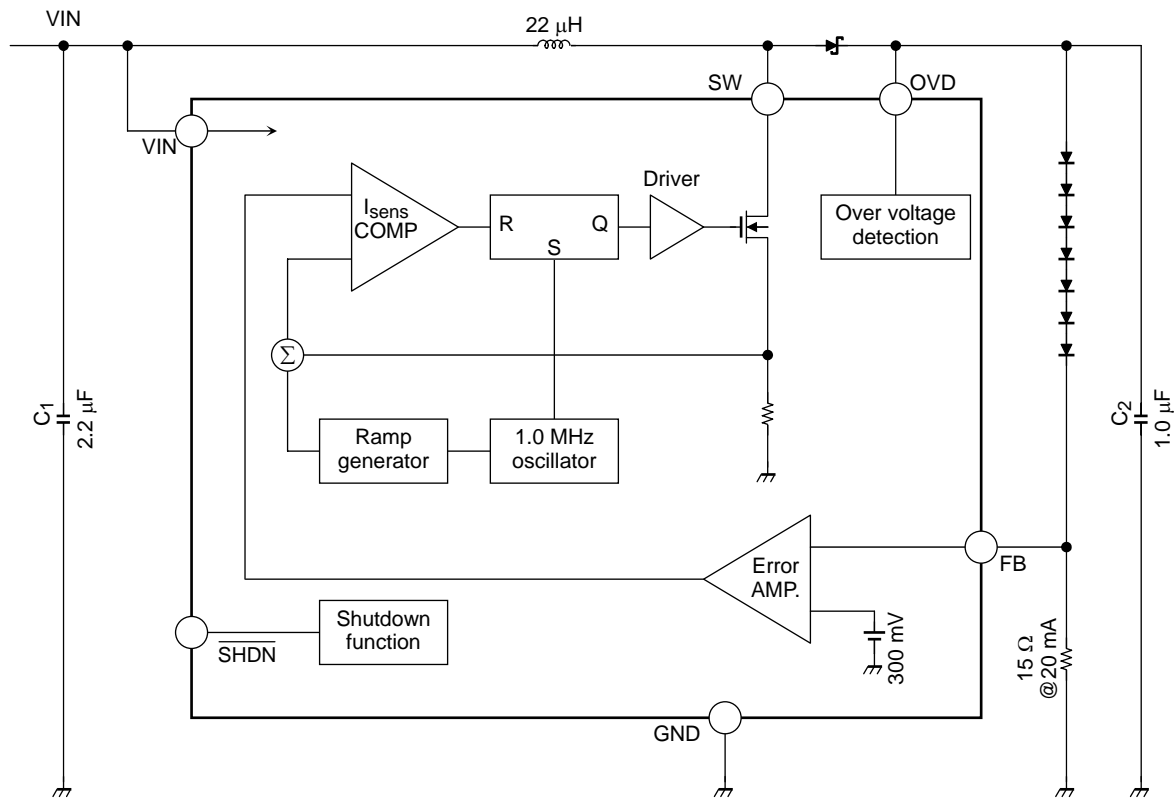 VIN
22 μH
SW
OVD
VIN
Isens
COMP
R
Q
S
Driver
Over voltage
detection
Σ
C1
2.2 μF
Ramp
generator
1.0 MHz
oscillator
C2
1.0 μF
Error
AMP.
FB
300 mV
Shutdown
function
SHDN
15 Ω
@20 mA
GND